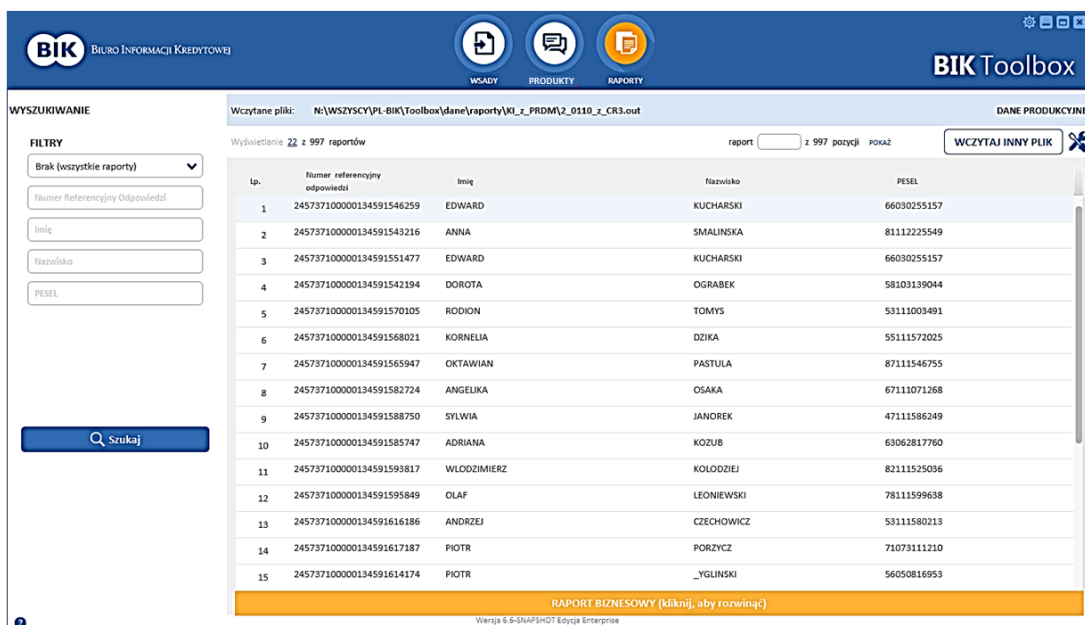 BIK BIURO INFORMACJI KREDYTOWEJ
WSADY PRODUKTY RAPORTY
BIK Toolbox
WYSZUKIWANIE
Wczytane pliki: N:\WSZYSCY\PL-BIK\Toolbox\dane\raporty\KI_z_PRDM\2_0110_z_CR3.out DANE PRODUKCYJNE
FILTRY
Wyświetlanie 22 z 997 raportów raport z 997 pozycji POKAŻ WCZYTAJ INNY PLIK
Brak (wszystkie raporty)
Numer Referencyjny Odpowiedzi
Imię
Nazwisko
PESEL
Szukaj
Lp. Numer referencyjny odpowiedzi Imię Nazwisko PESEL
1 245737100000134591546259 EDWARD KUCHARSKI 66030255157
2 245737100000134591543216 ANNA SMALINSKA 81112225549
3 245737100000134591551477 EDWARD KUCHARSKI 66030255157
4 245737100000134591542194 DOROTA OGRABEK 58103139044
5 245737100000134591570105 RODION TOMYS 53111003491
6 245737100000134591568021 KORNELIA DZIKA 55111572025
7 245737100000134591565947 OKTAWIAN PASTULA 87111546755
8 245737100000134591582724 ANGELIKA OSAKA 67111071268
9 245737100000134591588750 SYLWIA JANOREK 47111586249
10 245737100000134591585747 ADRIANA KOZUB 63062817760
11 245737100000134591593817 WLODZIMIERZ KOLODZIEJ 82111525036
12 245737100000134591595849 OLAF LEONIEWSKI 78111599638
13 245737100000134591616186 ANDRZEJ CZECHOWICZ 53111580213
14 245737100000134591617187 PIOTR PORZYCZ 71073111210
15 245737100000134591614174 PIOTR _YGLINSKI 56050816953
RAPORT BIZNESOWY (kliknij, aby rozwinąć)
Wersja 6.6-SNAPSHOT Edycja Enterprise